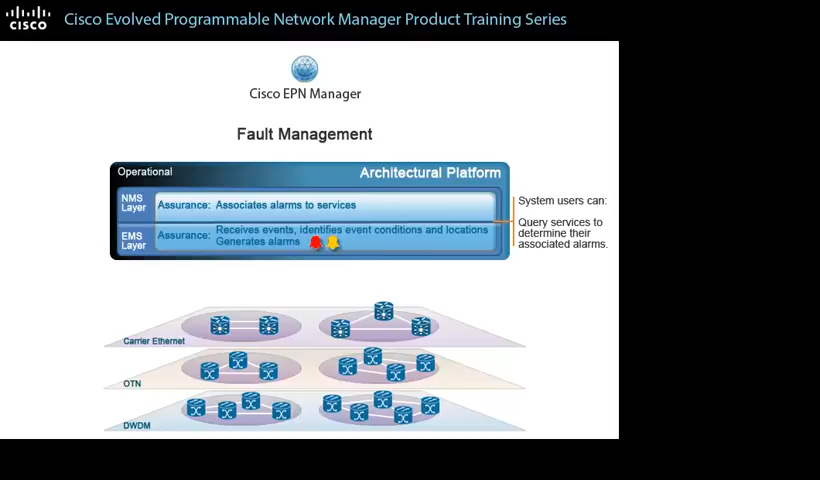 CISCO
Cisco Evolved Programmable Network Manager Product Training Series
Cisco EPN Manager
Fault Management
Operational
Architectural Platform
NMS
Layer
Assurance: Associates alarms to services
EMS
Layer
Assurance: Receives events, identifies event conditions and locations
Generates alarms
System users can:
Query services to
determine their
associated alarms.
Carrier Ethernet
OTN
DWDM